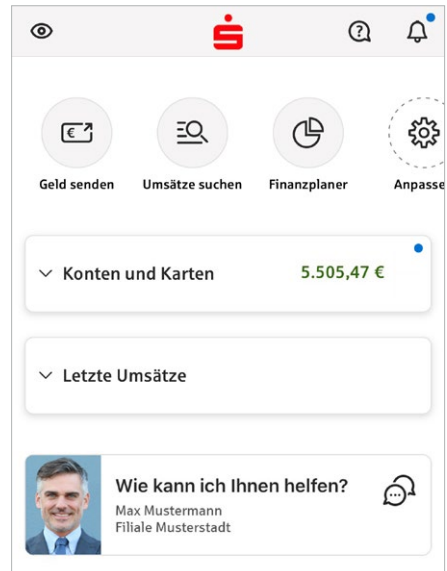 Geld senden
Umsätze suchen
Finanzplaner
Anpasse
Konten und Karten 5.505,47 €
Letzte Umsätze
Wie kann ich Ihnen helfen?
Max Mustermann
Filiale Musterstadt